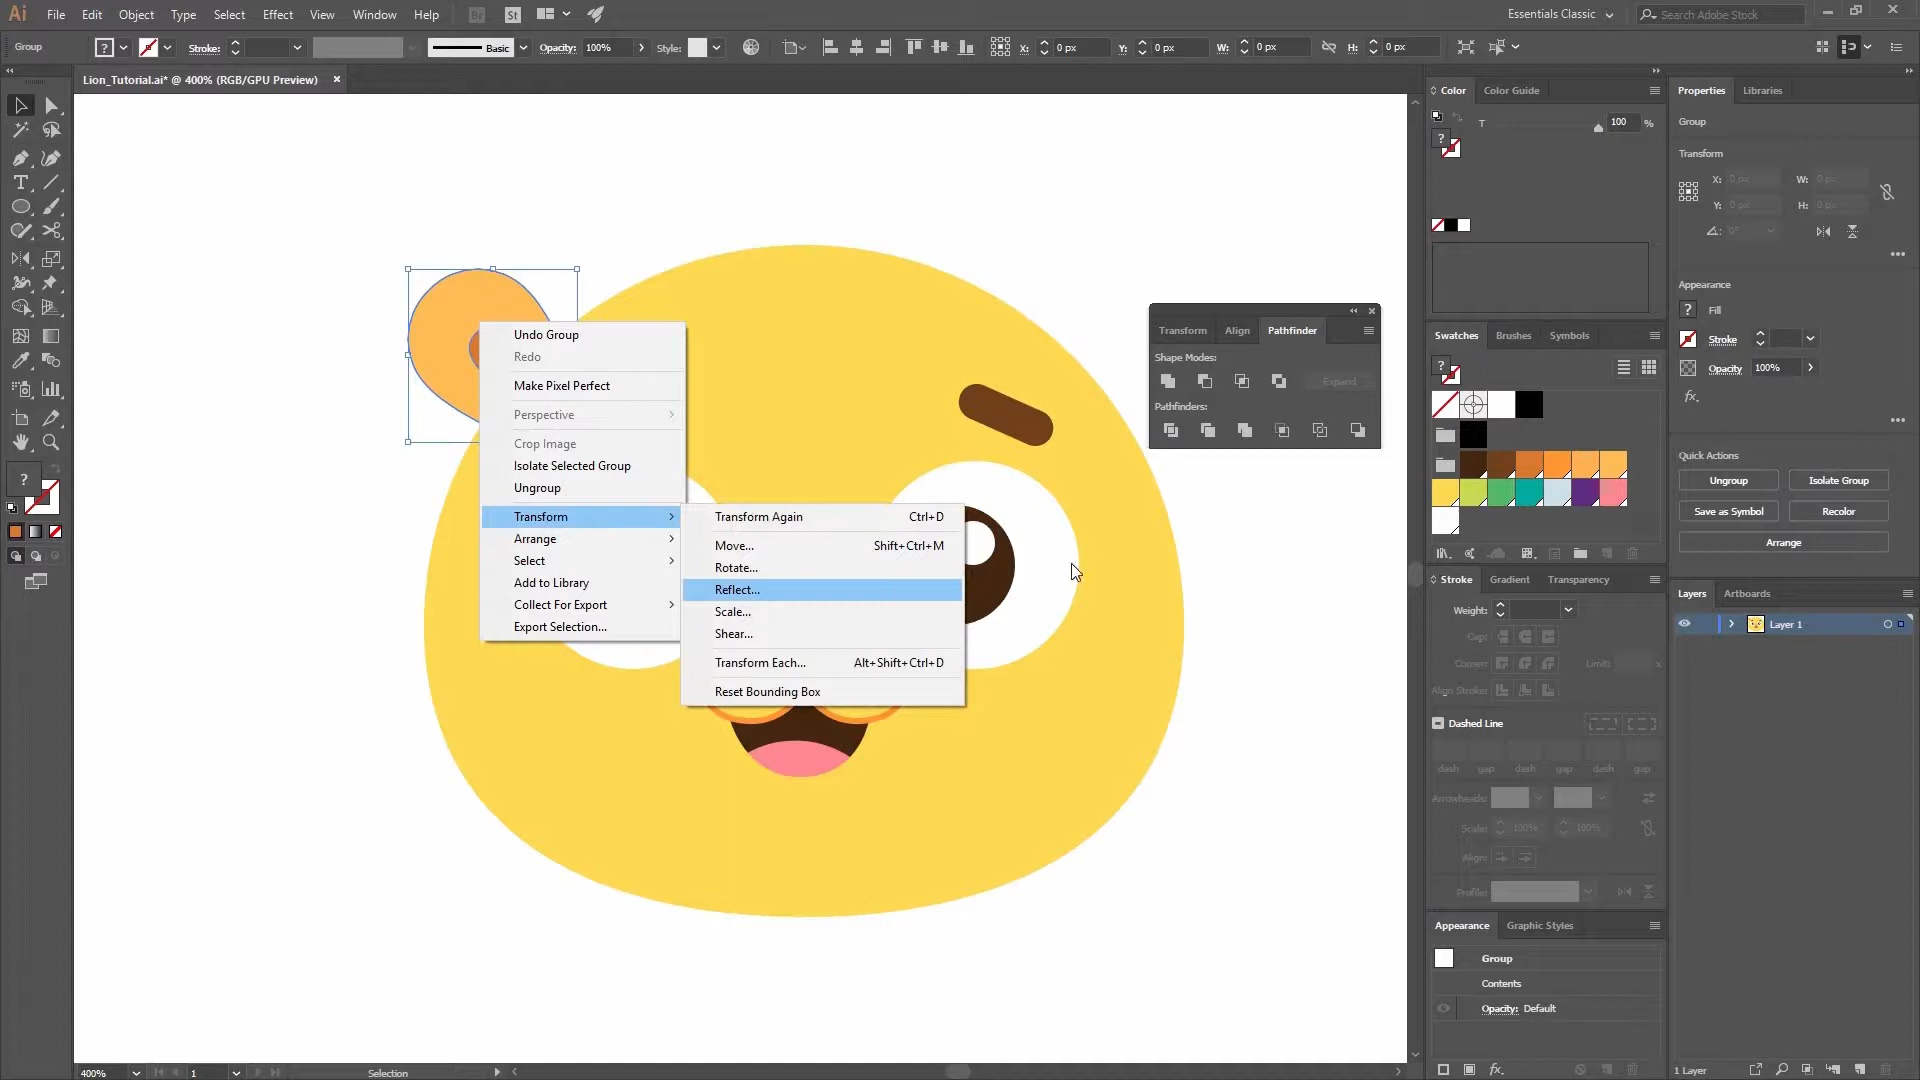 Ai File Edit Object Type Select Effect View Window Help Br St Essentials Classic Search Adobe Stock
Group ? Stroke: Basic Opacity: 100% Style: X: 0 px Y: 0 px W: 0 px H: 0 px
Lion_Tutorial.ai* @ 400% (RGB/GPU Preview) ×
Color Color Guide
T 100 %
?
Properties Libraries
Group
Transform
X: 0 px W: 0 px
Y: 0 px H: 0 px
0°
Appearance
? Fill
Stroke
Opacity 100%
fx.
Quick Actions
Ungroup Isolate Group
Save as Symbol Recolor
Arrange
Undo Group
Redo
Make Pixel Perfect
Perspective
Crop Image
Isolate Selected Group
Ungroup
Transform
Arrange
Select
Add to Library
Collect For Export
Export Selection...
Transform Again Ctrl+D
Move... Shift+Ctrl+M
Rotate...
Reflect...
Scale...
Shear...
Transform Each... Alt+Shift+Ctrl+D
Reset Bounding Box
Transform Align Pathfinder
Shape Modes:
Expand
Pathfinders:
Swatches Brushes Symbols
?
Stroke Gradient Transparency
Weight:
Cap:
Corner: Limit: x
Align Stroke:
Dashed Line
dash gap dash gap dash gap
Arrowheads:
Scale: 100% 100%
Align:
Profile:
Appearance Graphic Styles
Group
Contents
Opacity: Default
fx.
Layers Artboards
Layer 1
1 Layer
?
400% 1 Selection